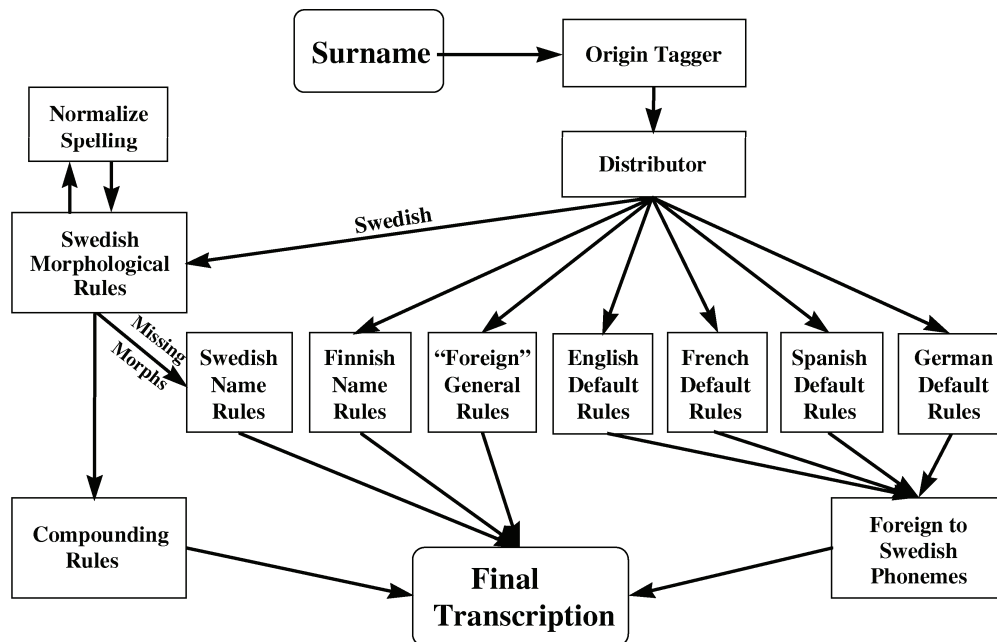 Surname
Origin Tagger
Normalize
Spelling
Distributor
Swedish
Swedish
Morphological
Rules
Missing
Morphs
Swedish
Name
Rules
Finnish
Name
Rules
“Foreign”
General
Rules
English
Default
Rules
French
Default
Rules
Spanish
Default
Rules
German
Default
Rules
Compounding
Rules
Final
Transcription
Foreign to
Swedish
Phonemes